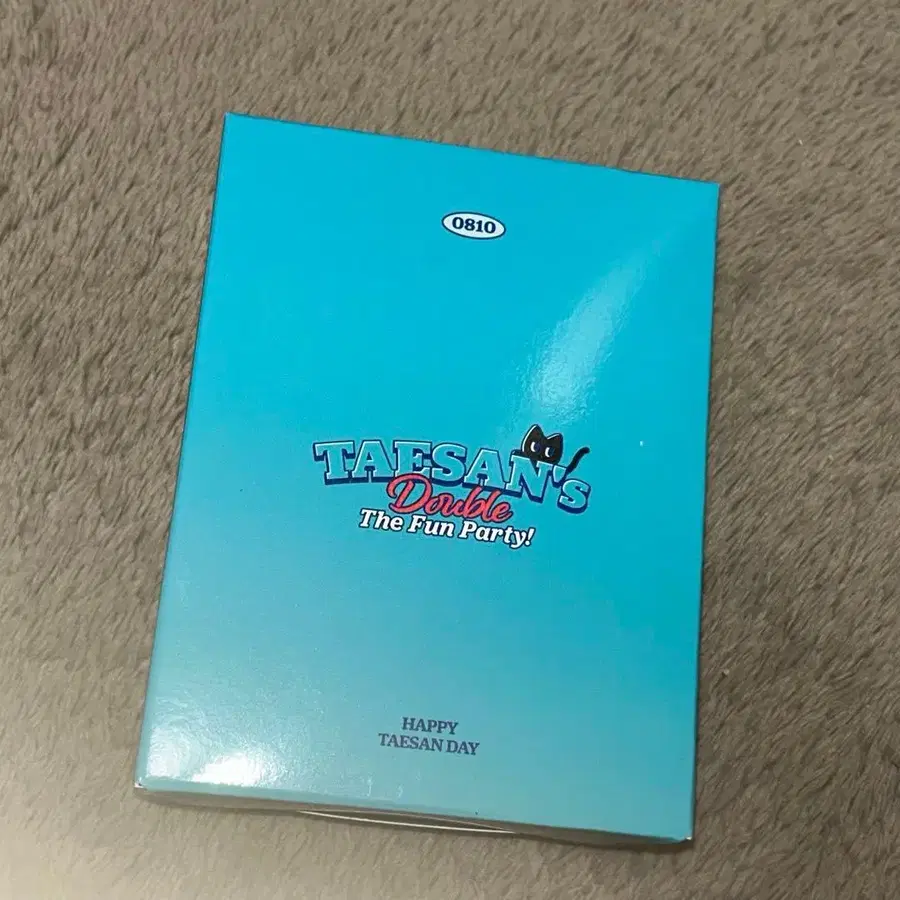 0810
TAESAN's
Double
The Fun Party!
HAPPY
TAESAN DAY